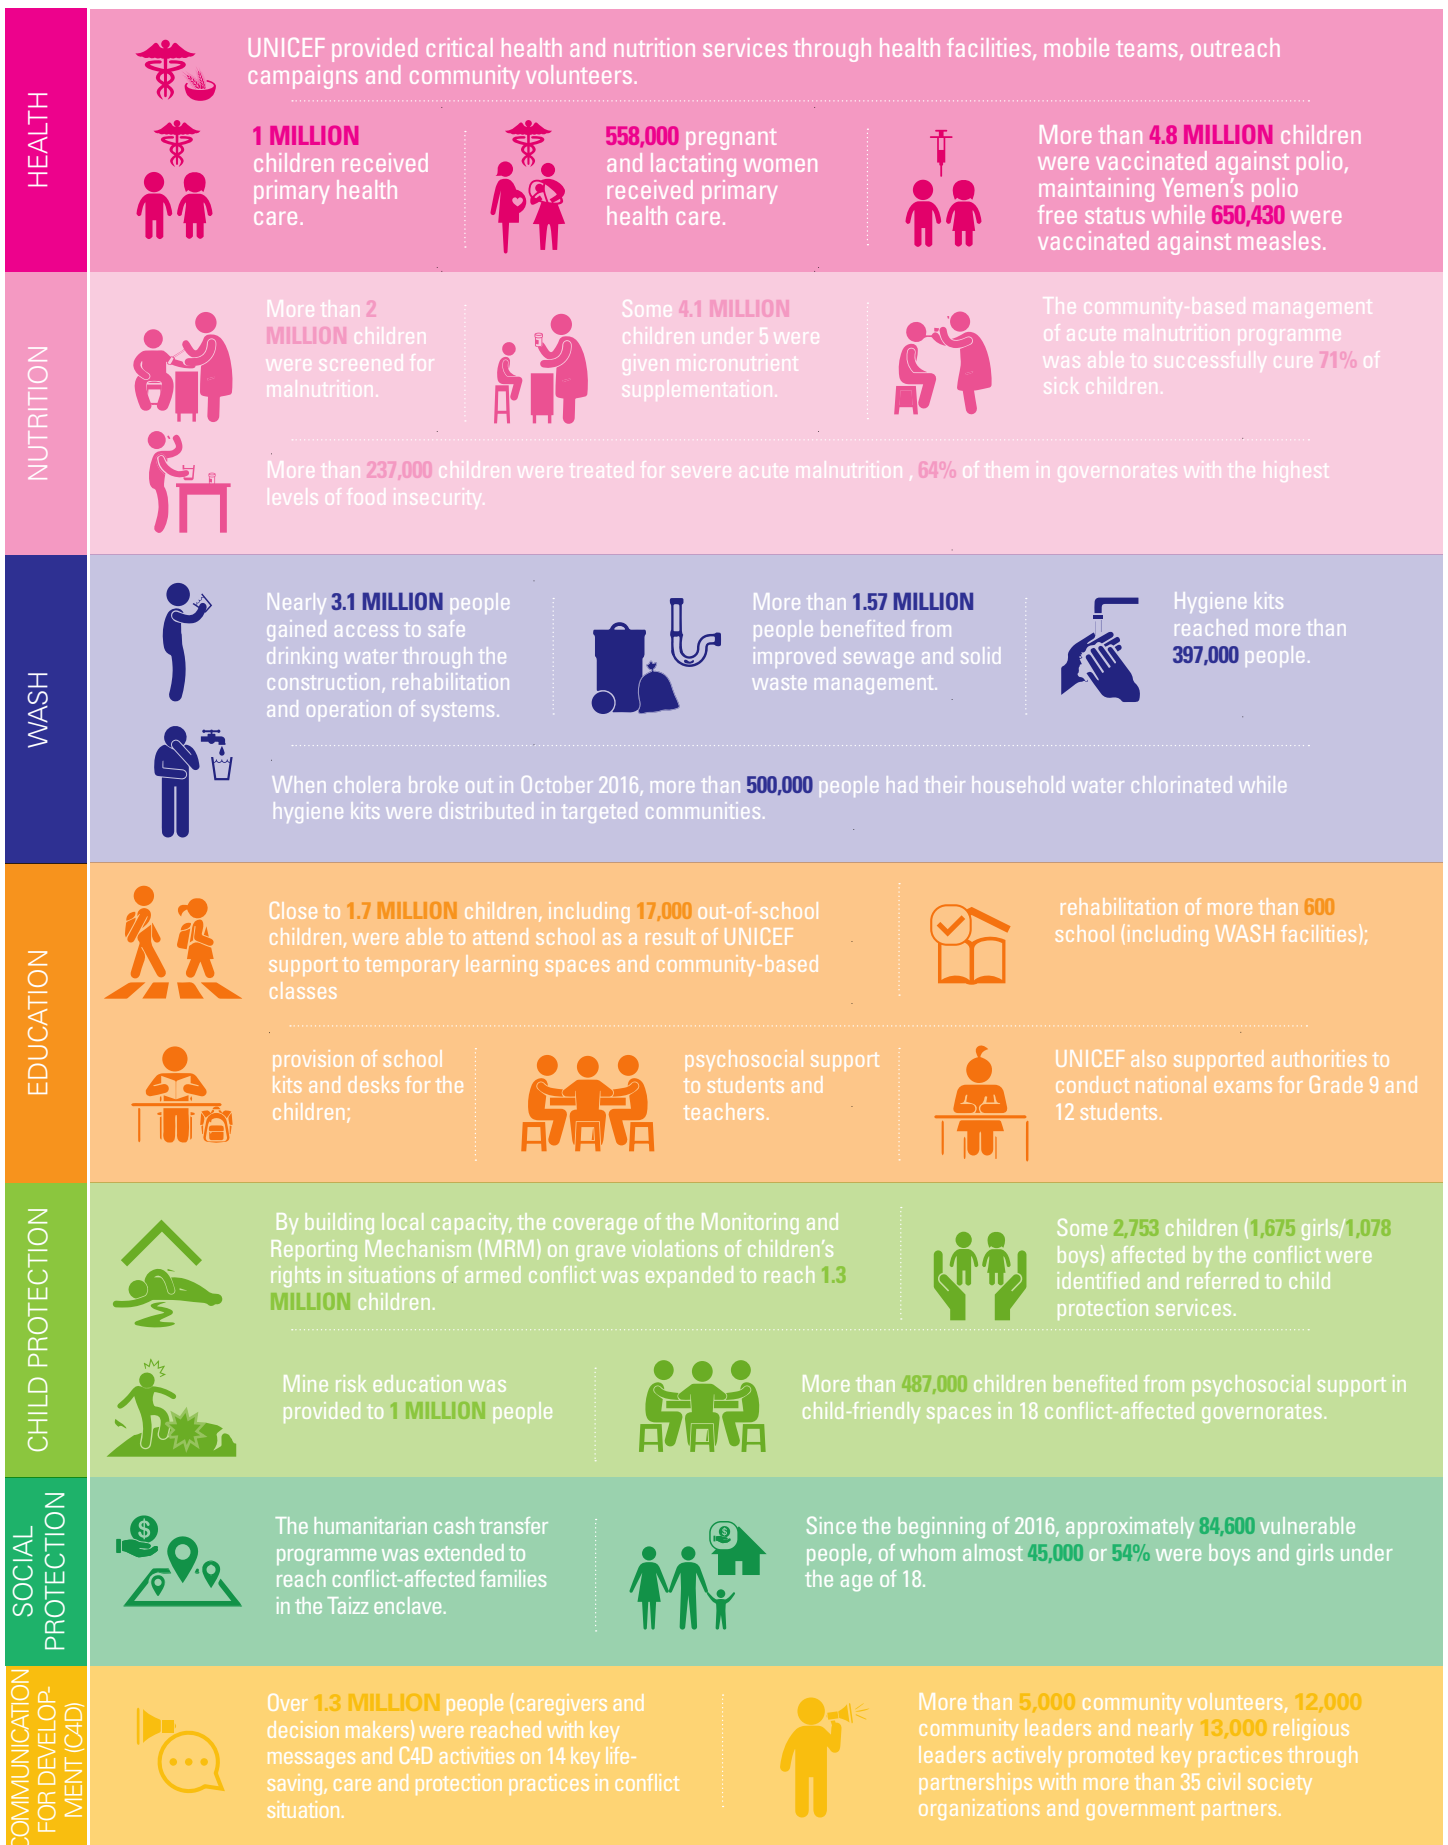 HEALTH
UNICEF provided critical health and nutrition services through health facilities, mobile teams, outreach
campaigns and community volunteers.
1 MILLION
children received
primary health
care.
558,000 pregnant
and lactating women
received primary
health care.
More than 4.8 MILLION children
were vaccinated against polio,
maintaining Yemen's polio
free status while 650,430 were
vaccinated against measles.
NUTRITION
More than 2
MILLION children
were screened for
malnutrition.
Some 4.1 MILLION
children under 5 were
given micronutrient
supplementation.
The community-based management
of acute malnutrition programme
was able to successfully cure 71% of
sick children.
More than 237,000 children were treated for severe acute malnutrition , 64% of them in governorates with the highest
levels of food insecurity.
WASH
Nearly 3.1 MILLION people
gained access to safe
drinking water through the
construction, rehabilitation
and operation of systems.
More than 1.57 MILLION
people benefited from
improved sewage and solid
waste management.
Hygiene kits
reached more than
397,000 people.
When cholera broke out in October 2016, more than 500,000 people had their household water chlorinated while
hygiene kits were distributed in targeted communities.
EDUCATION
Close to 1.7 MILLION children, including 17,000 out-of-school
children, were able to attend school as a result of UNICEF
support to temporary learning spaces and community-based
classes
rehabilitation of more than 600
school (including WASH facilities);
provision of school
kits and desks for the
children;
psychosocial support
to students and
teachers.
UNICEF also supported authorities to
conduct national exams for Grade 9 and
12 students.
CHILD PROTECTION
By building local capacity, the coverage of the Monitoring and
Reporting Mechanism (MRM) on grave violations of children's
rights in situations of armed conflict was expanded to reach 1.3
MILLION children.
Some 2,753 children (1,675 girls/1,078
boys) affected by the conflict were
identified and referred to child
protection services.
Mine risk education was
provided to 1 MILLION people
More than 487,000 children benefited from psychosocial support in
child-friendly spaces in 18 conflict-affected governorates.
SOCIAL
PROTECTION
$
The humanitarian cash transfer
programme was extended to
reach conflict-affected families
in the Taizz enclave.
$
Since the beginning of 2016, approximately 84,600 vulnerable
people, of whom almost 45,000 or 54% were boys and girls under
the age of 18.
COMMUNICATION
FOR DEVELOP-
MENT (C4D)
Over 1.3 MILLION people (caregivers and
decision makers) were reached with key
messages and C4D activities on 14 key life-
saving, care and protection practices in conflict
situation.
More than 5,000 community volunteers, 12,000
community leaders and nearly 13,000 religious
leaders actively promoted key practices through
partnerships with more than 35 civil society
organizations and government partners.